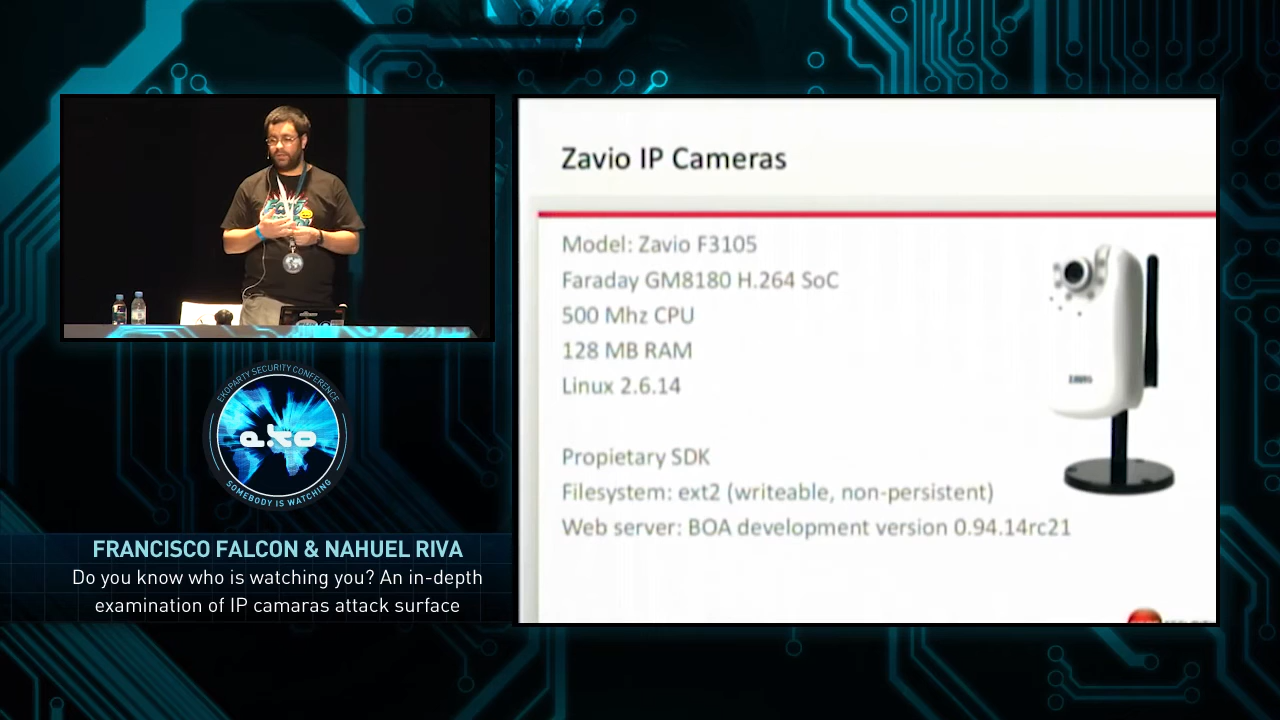 Zavio IP Cameras
Model: Zavio F3105
Faraday GM8180 H.264 SoC
500 Mhz CPU
128 MB RAM
Linux 2.6.14
Propietary SDK
Filesystem: ext2 (writeable, non-persistent)
Web server: BOA development version 0.94.14rc21
ZAVIO
EKOPARTY SECURITY CONFERENCE
eko
SOMEBODY IS WATCHING
FRANCISCO FALCON & NAHUEL RIVA
Do you know who is watching you? An in-depth
examination of IP camaras attack surface